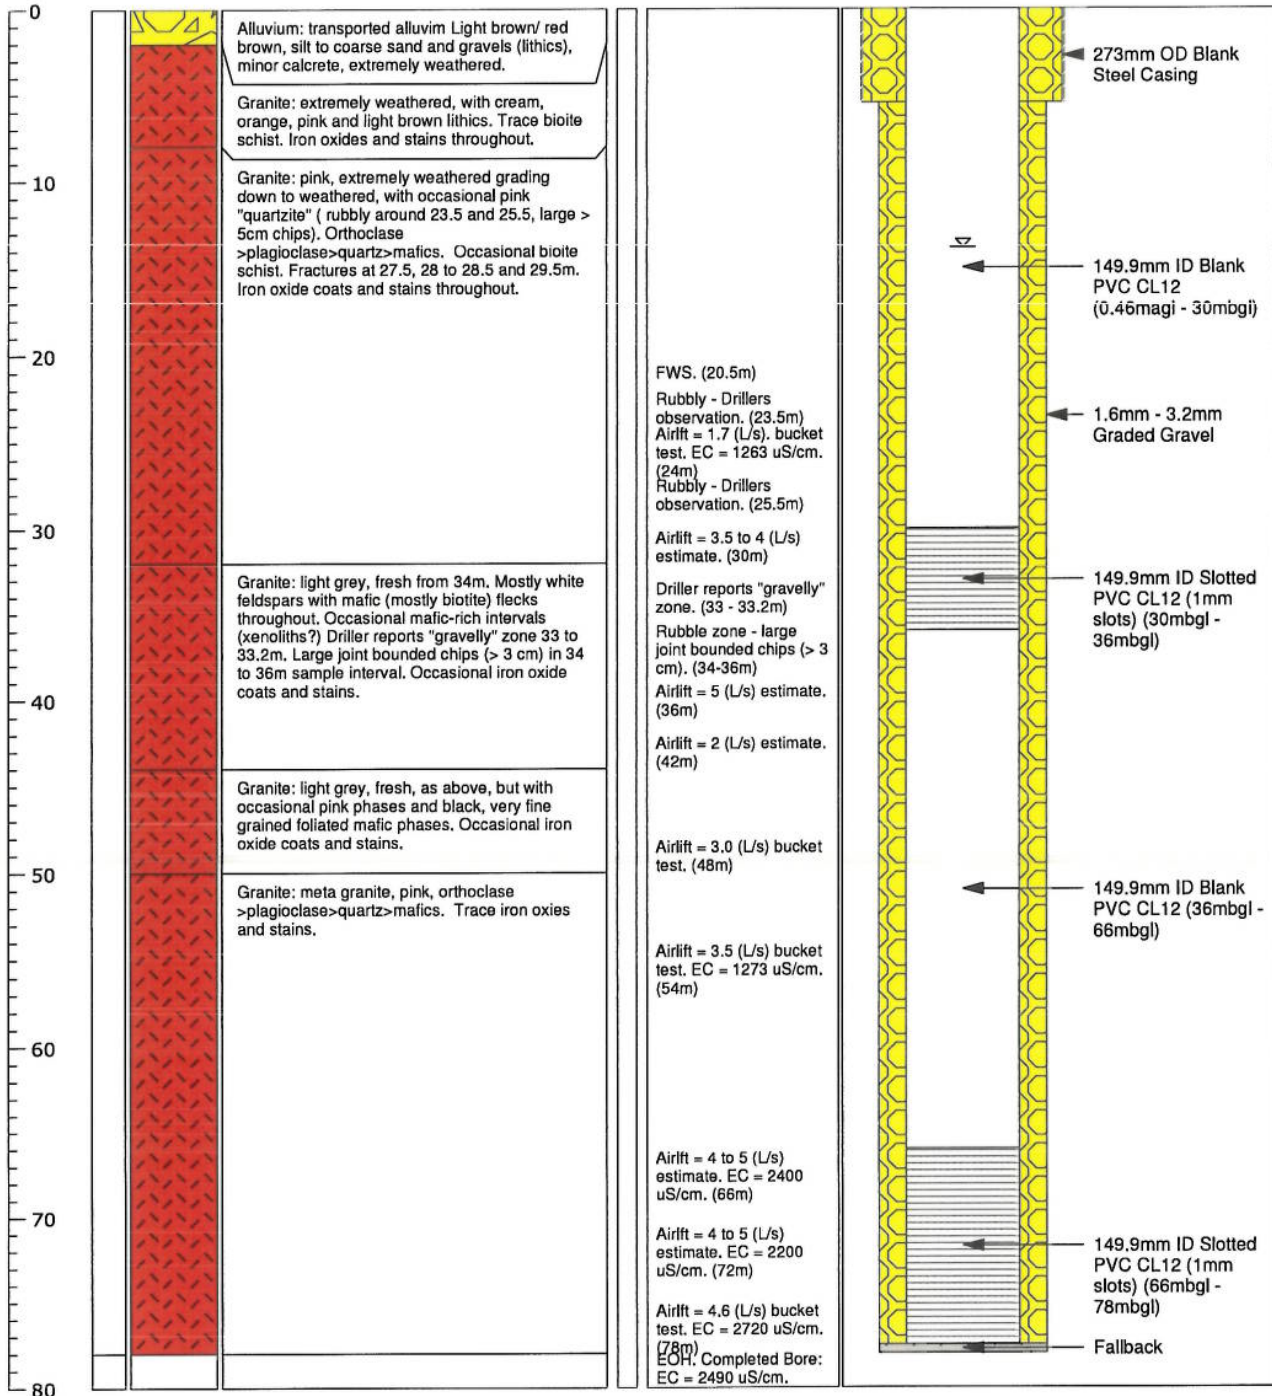 0
10
20
30
40
50
60
70
80
Alluvium: transported alluvim Light brown/ red
brown, silt to coarse sand and gravels (lithics),
minor calcrete, extremely weathered.
Granite: extremely weathered, with cream,
orange, pink and light brown lithics. Trace bioite
schist. Iron oxides and stains throughout.
Granite: pink, extremely weathered grading
down to weathered, with occasional pink
"quartzite" ( rubbly around 23.5 and 25.5, large >
5cm chips). Orthoclase
>plagioclase>quartz>mafics. Occasional bioite
schist. Fractures at 27.5, 28 to 28.5 and 29.5m.
Iron oxide coats and stains throughout.
Granite: light grey, fresh from 34m. Mostly white
feldspars with mafic (mostly biotite) flecks
throughout. Occasional mafic-rich intervals
(xenoliths?) Driller reports "gravelly" zone 33 to
33.2m. Large joint bounded chips (> 3 cm) in 34
to 36m sample interval. Occasional iron oxide
coats and stains.
Granite: light grey, fresh, as above, but with
occasional pink phases and black, very fine
grained foliated mafic phases. Occasional iron
oxide coats and stains.
Granite: meta granite, pink, orthoclase
>plagioclase>quartz>mafics. Trace iron oxies
and stains.
FWS. (20.5m)
Rubbly - Drillers
observation. (23.5m)
Airlft = 1.7 (L/s). bucket
test. EC = 1263 uS/cm.
(24m)
Rubbly - Drillers
observation. (25.5m)
Airlift = 3.5 to 4 (L/s)
estimate. (30m)
Driller reports "gravelly"
zone. (33 - 33.2m)
Rubble zone - large
joint bounded chips (> 3
cm). (34-36m)
Airlift = 5 (L/s) estimate.
(36m)
Airlift = 2 (L/s) estimate.
(42m)
Airlift = 3.0 (L/s) bucket
test. (48m)
Airlift = 3.5 (L/s) bucket
test. EC = 1273 uS/cm.
(54m)
Airlft = 4 to 5 (L/s)
estimate. EC = 2400
uS/cm. (66m)
Airlft = 4 to 5 (L/s)
estimate. EC = 2200
uS/cm. (72m)
Airlft = 4.6 (L/s) bucket
test. EC = 2720 uS/cm.
(78m)
EOH. Completed Bore:
EC = 2490 uS/cm.
273mm OD Blank
Steel Casing
149.9mm ID Blank
PVC CL12
(0.46magl - 30mbgl)
1.6mm - 3.2mm
Graded Gravel
149.9mm ID Slotted
PVC CL12 (1mm
slots) (30mbgl -
36mbgl)
149.9mm ID Blank
PVC CL12 (36mbgl -
66mbgl)
149.9mm ID Slotted
PVC CL12 (1mm
slots) (66mbgl -
78mbgl)
Fallback